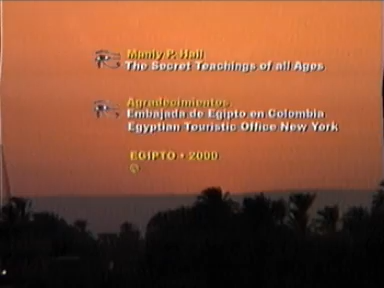 Manly P. Hall
The Secret Teachings of all Ages
Agradecimientos
Embajada de Egipto en Colombia
Egyptian Touristic Office New York
EGIPTO • 2000
©